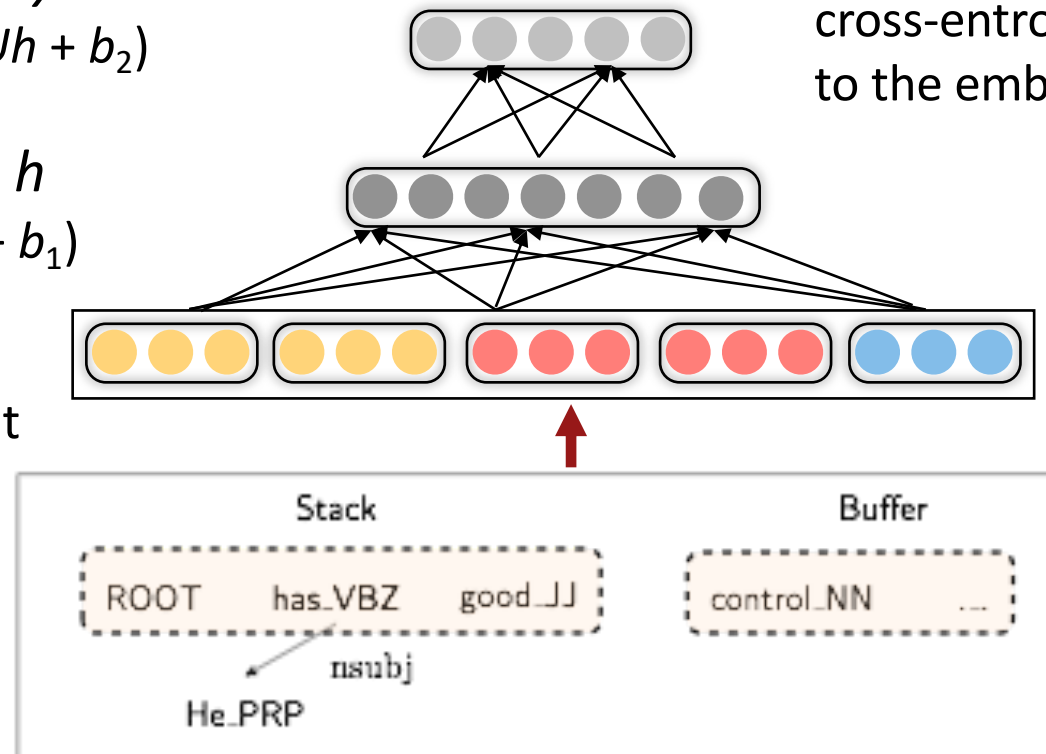 h + b₂)
cross-entro
to the emb
h
b₁)
t
Stack
Buffer
ROOT has_VBZ good_JJ
control_NN ...
nsubj
He_PRP